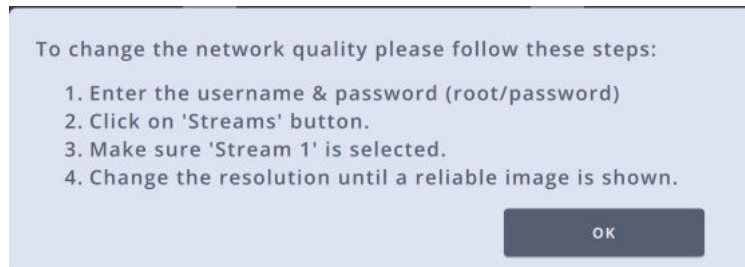 To change the network quality please follow these steps:
1. Enter the username & password (root/password)
2. Click on 'Streams' button.
3. Make sure 'Stream 1' is selected.
4. Change the resolution until a reliable image is shown.
OK